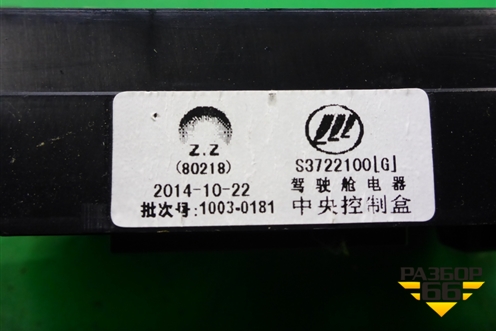 Z.Z
(80218)
2014-10-22
批次号:1003-0181
S3722100[G]
驾驶舱电器
中央控制盒
РАЗБОР
66